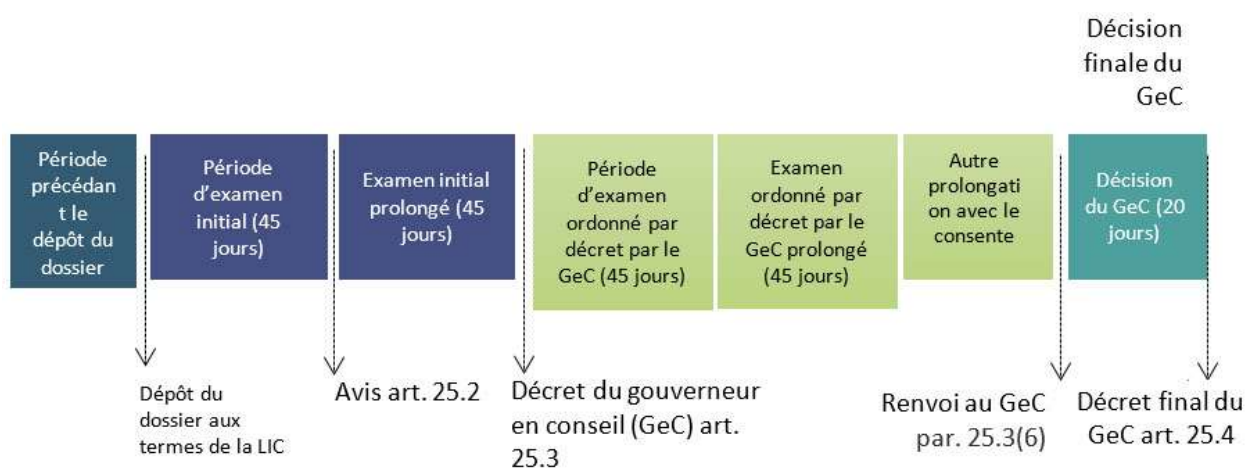 Décision
finale du
GeC
Période
précédan
t le
dépôt du
dossier
Période
d'examen
initial (45
jours)
Examen initial
prolongé (45
jours)
Période
d'examen
ordonné par
décret par le
GeC (45 jours)
Examen
ordonné par
décret par le
GeC prolongé
(45 jours)
Autre
prolongati
on avec le
consente
Décision
du GeC (20
jours)
Dépôt du
dossier aux
termes de la LIC
Avis art. 25.2
Décret du gouverneur
en conseil (GeC) art.
25.3
Renvoi au GeC
par. 25.3(6)
Décret final du
GeC art. 25.4